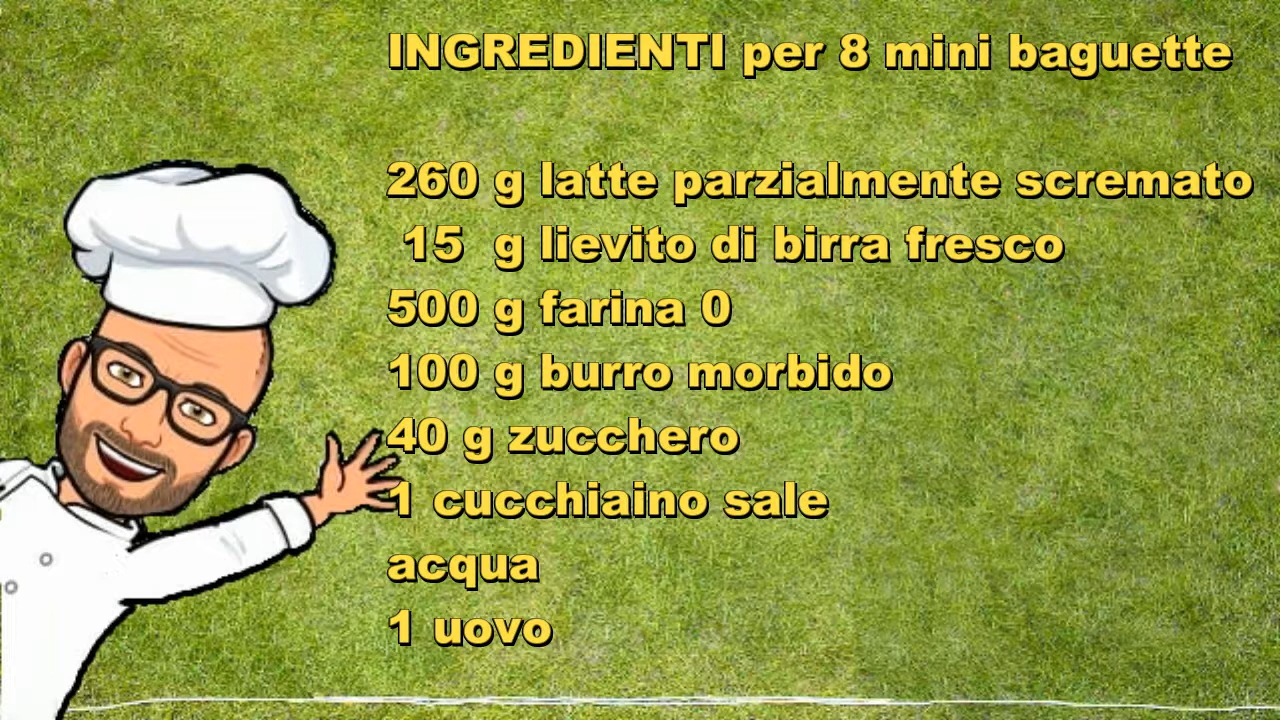 INGREDIENTI per 8 mini baguette
260 g latte parzialmente scremato
15 g lievito di birra fresco
500 g farina 0
100 g burro morbido
40 g zucchero
1 cucchiaino sale
acqua
1 uovo